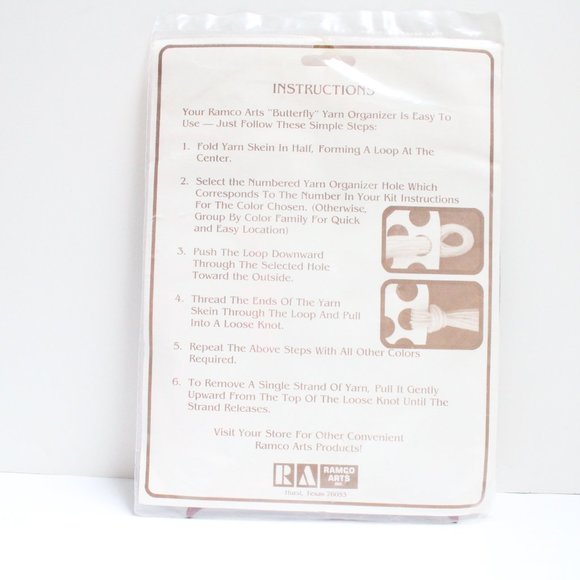 INSTRUCTIONS
Your Ramco Arts "Butterfly" Yarn Organizer Is Easy To
Use — Just Follow These Simple Steps:
1. Fold Yarn Skein In Half, Forming A Loop At The
Center.
2. Select the Numbered Yarn Organizer Hole Which
Corresponds To The Number In Your Kit Instructions
For The Color Chosen. (Otherwise,
Group By Color Family For Quick
and Easy Location)
3. Push The Loop Downward
Through The Selected Hole
Toward the Outside.
4. Thread The Ends Of The Yarn
Skein Through The Loop And Pull
Into A Loose Knot.
5. Repeat The Above Steps With All Other Colors
Required.
6. To Remove A Single Strand Of Yarn, Pull It Gently
Upward From The Top Of The Loose Knot Until The
Strand Releases.
Visit Your Store For Other Convenient
Ramco Arts Products!
RA RAMCO
ARTS
INC.
Hurst, Texas 76053